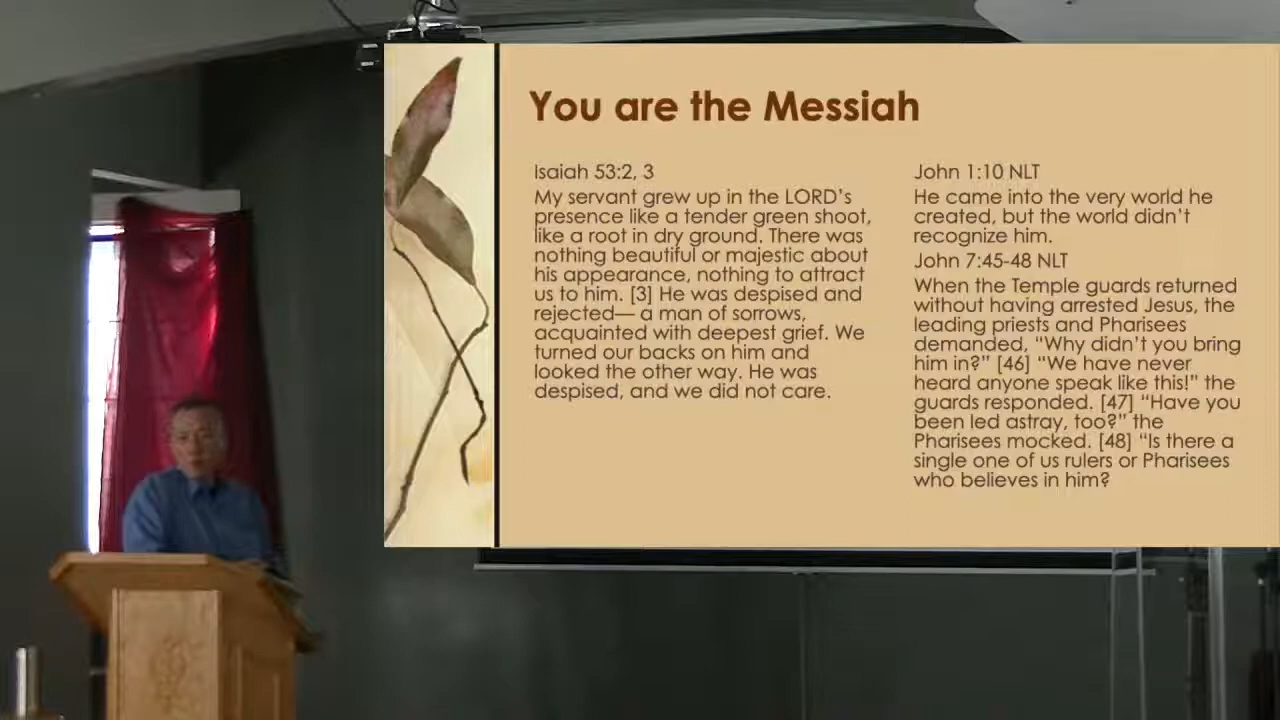 You are the Messiah
Isaiah 53:2, 3
My servant grew up in the LORD’s
presence like a tender green shoot,
like a root in dry ground. There was
nothing beautiful or majestic about
his appearance, nothing to attract
us to him. [3] He was despised and
rejected— a man of sorrows,
acquainted with deepest grief. We
turned our backs on him and
looked the other way. He was
despised, and we did not care.
John 1:10 NLT
He came into the very world he
created, but the world didn’t
recognize him.
John 7:45-48 NLT
When the Temple guards returned
without having arrested Jesus, the
leading priests and Pharisees
demanded, “Why didn’t you bring
him in?” [46] “We have never
heard anyone speak like this!” the
guards responded. [47] “Have you
been led astray, too?” the
Pharisees mocked. [48] “Is there a
single one of us rulers or Pharisees
who believes in him?